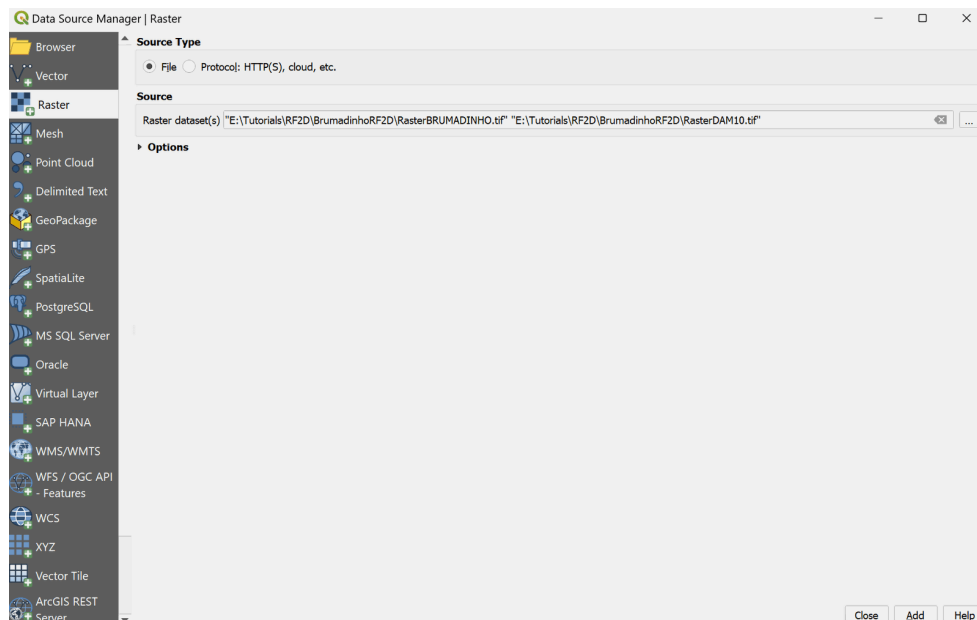 Data Source Manager | Raster
Browser
Vector
Raster
Mesh
Point Cloud
Delimited Text
GeoPackage
GPS
SpatiaLite
PostgreSQL
MS SQL Server
Oracle
Virtual Layer
SAP HANA
WMS/WMTS
WFS / OGC API
- Features
WCS
XYZ
Vector Tile
ArcGIS REST
Server
Source Type
File Protocol: HTTP(S), cloud, etc.
Source
Raster dataset(s) "E:\Tutorials\RF2D\BrumadinhoRF2D\RasterBRUMADINHO.tif" "E:\Tutorials\RF2D\BrumadinhoRF2D\RasterDAM10.tif" ...
Options
Close Add Help